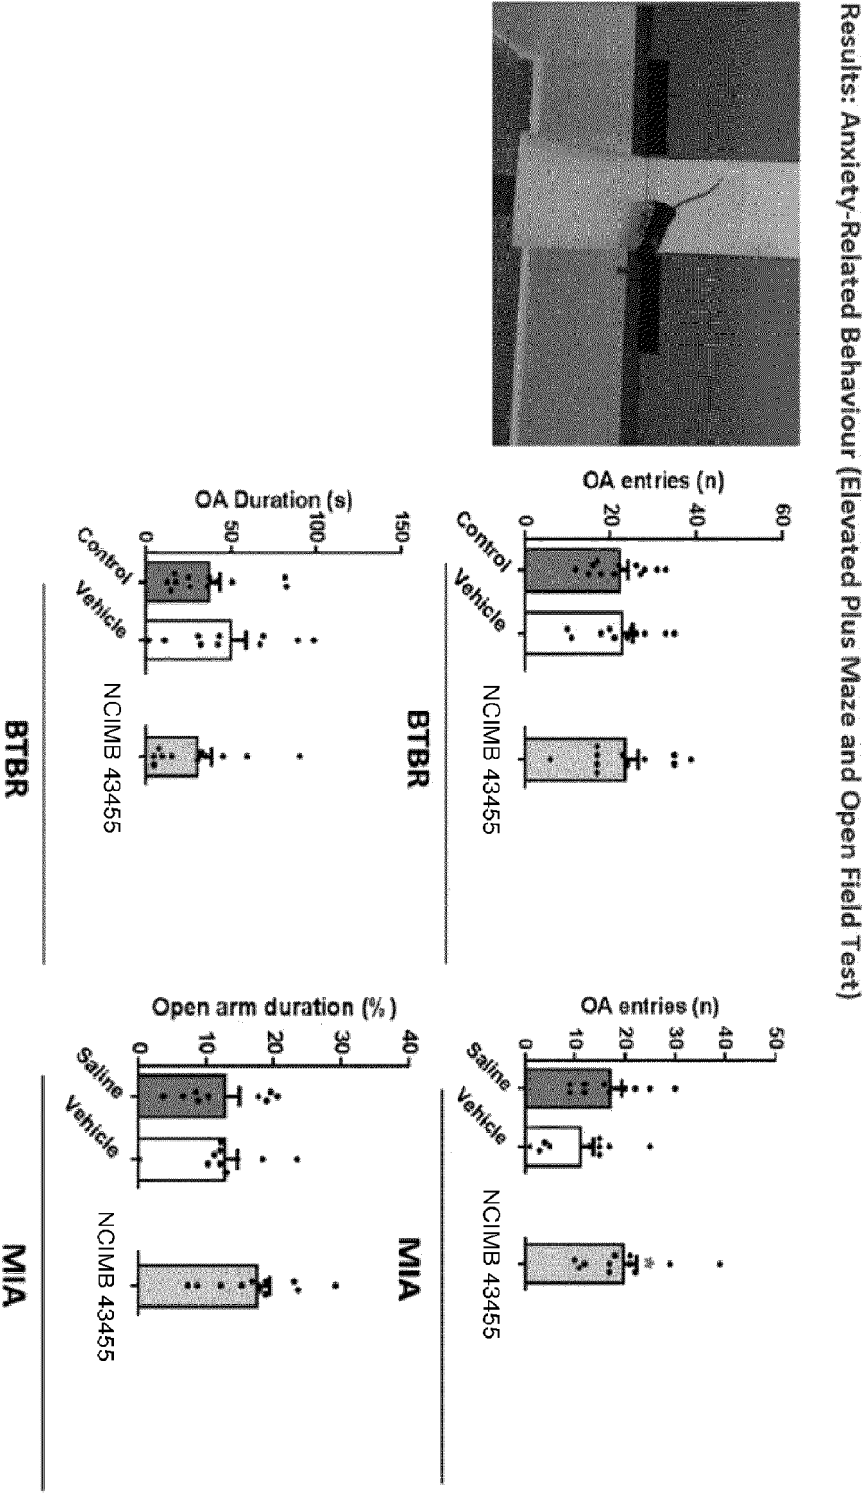 Results: Anxiety-Related Behaviour (Elevated Plus Maze and Open Field Test)
OA entries (n)
60
40
20
0
Control
Vehicle
NCIMB 43455
BTBR
OA entries (n)
50
40
30
20
10
0
Saline
Vehicle
NCIMB 43455
*
MIA
OA Duration (s)
150
100
50
0
Control
Vehicle
NCIMB 43455
BTBR
Open arm duration (%)
40
30
20
10
0
Saline
Vehicle
NCIMB 43455
MIA